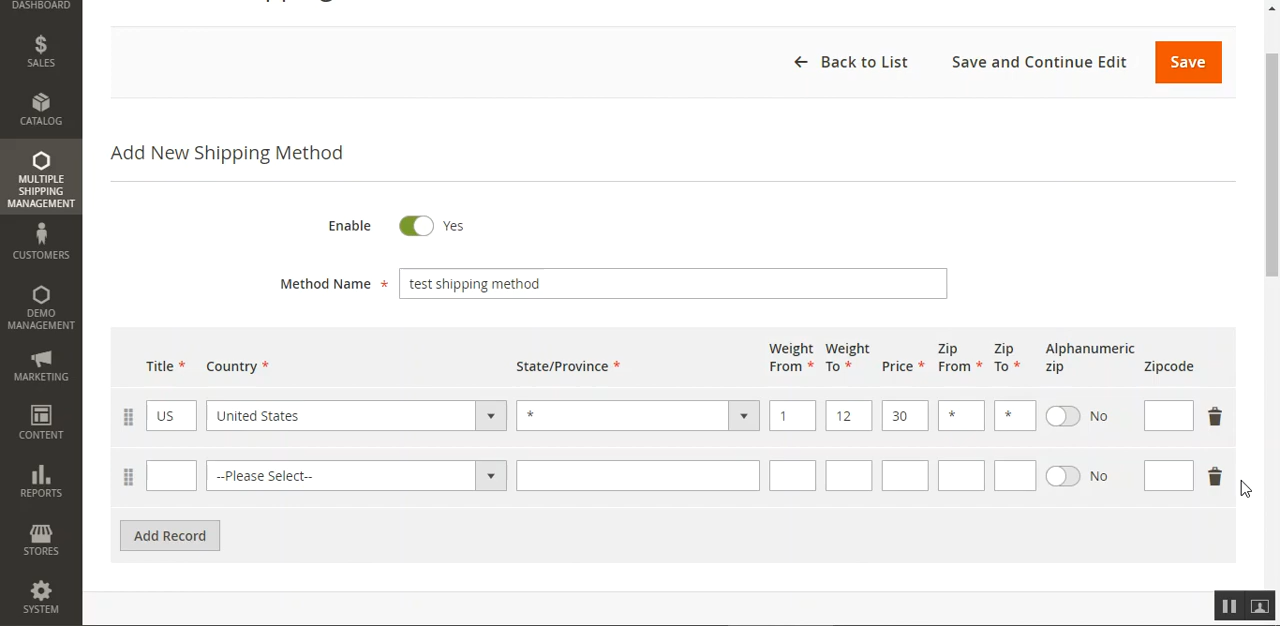 DASHBOARD
$
SALES
CATALOG
MULTIPLE
SHIPPING
MANAGEMENT
CUSTOMERS
DEMO
MANAGEMENT
MARKETING
CONTENT
REPORTS
STORES
SYSTEM
← Back to List Save and Continue Edit Save
Add New Shipping Method
Enable Yes
Method Name * test shipping method
Title * Country * State/Province * Weight From * Weight To * Price * Zip From * Zip To * Alphanumeric zip Zipcode
US United States * 1 12 30 * * No
--Please Select-- No
Add Record